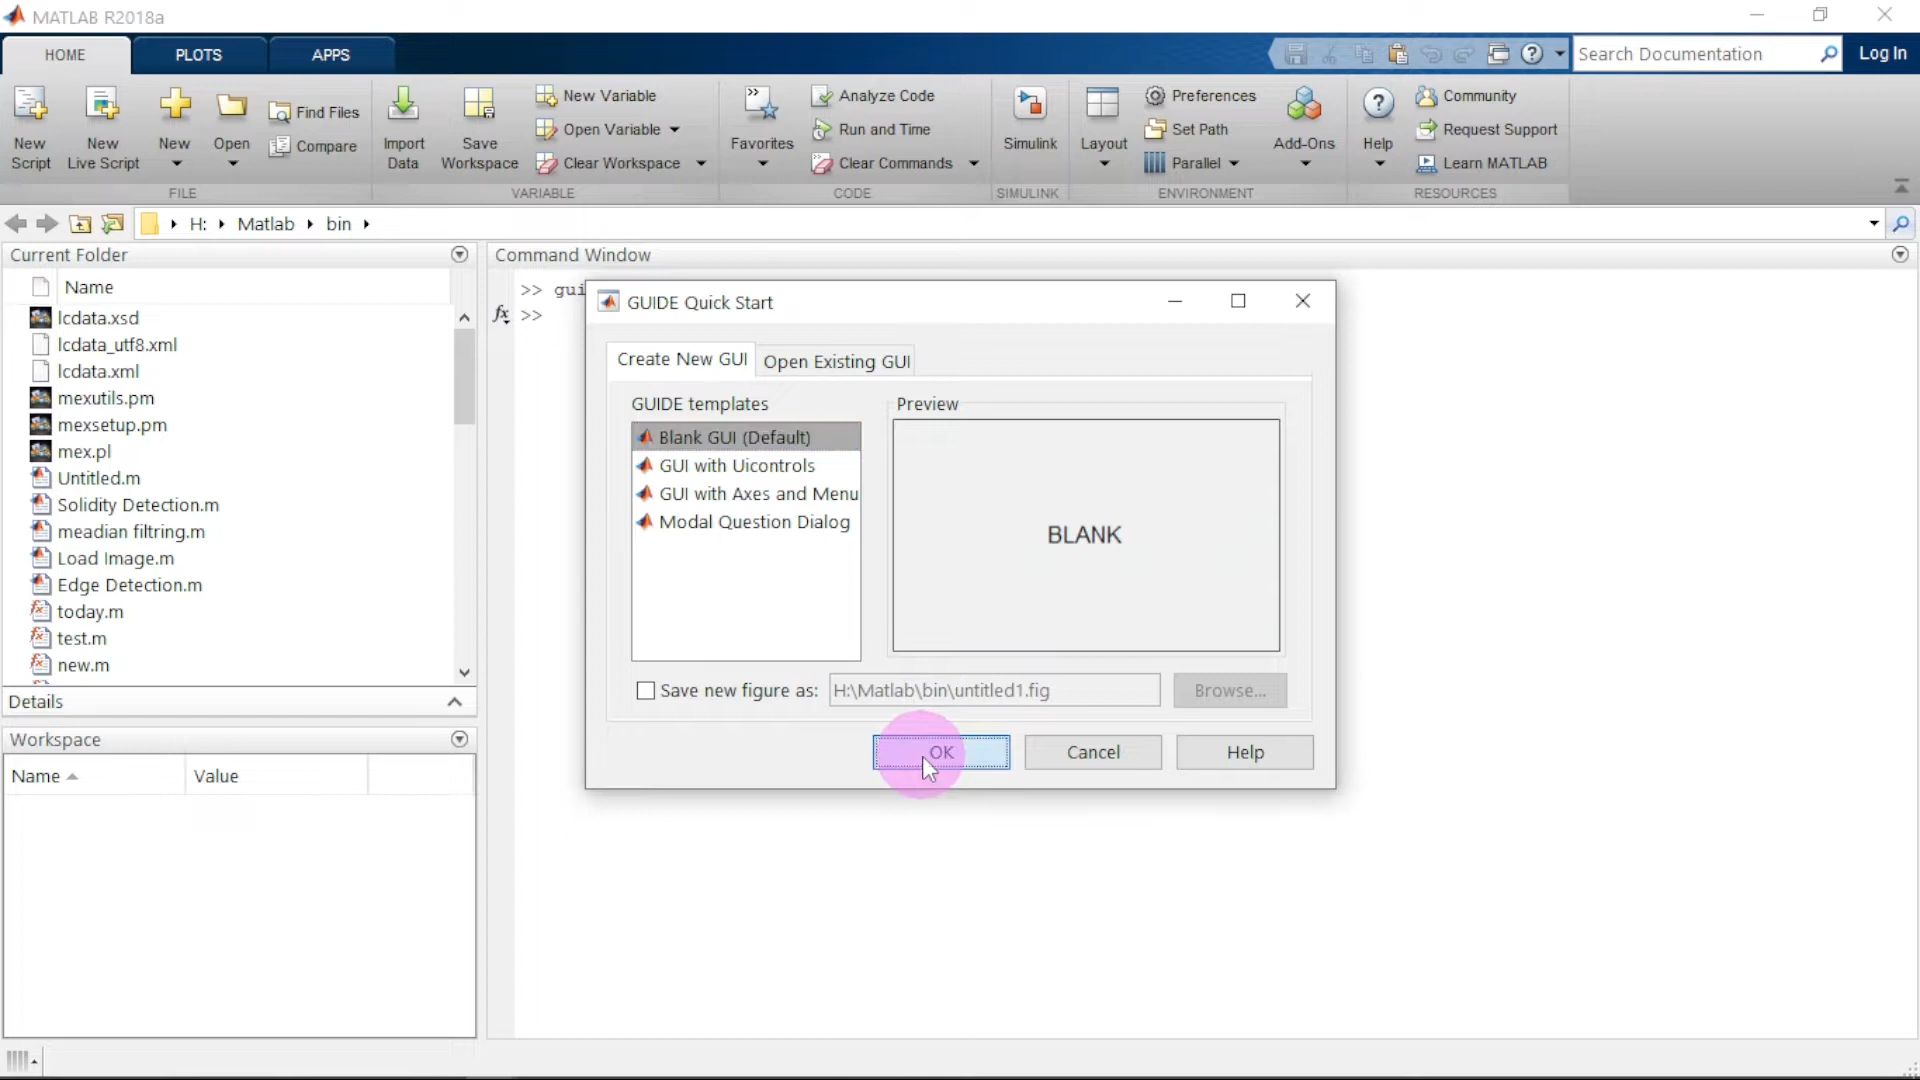 MATLAB R2018a
HOME
PLOTS
APPS
Search Documentation
Log In
New Script
New Live Script
New
Open
Find Files
Compare
Import Data
Save Workspace
New Variable
Open Variable
Clear Workspace
Favorites
Analyze Code
Run and Time
Clear Commands
Simulink
Layout
Preferences
Set Path
Parallel
Add-Ons
Help
Community
Request Support
Learn MATLAB
FILE
VARIABLE
CODE
SIMULINK
ENVIRONMENT
RESOURCES
H: Matlab bin
Current Folder
Name
lcdata.xsd
lcdata_utf8.xml
lcdata.xml
mexutils.pm
mexsetup.pm
mex.pl
Untitled.m
Solidity Detection.m
meadian filtring.m
Load Image.m
Edge Detection.m
today.m
test.m
new.m
Details
Workspace
Name
Value
Command Window
>> gui
fx >>
GUIDE Quick Start
Create New GUI
Open Existing GUI
GUIDE templates
Blank GUI (Default)
GUI with Uicontrols
GUI with Axes and Menu
Modal Question Dialog
Preview
BLANK
Save new figure as:
H:\Matlab\bin\untitled1.fig
Browse...
OK
Cancel
Help